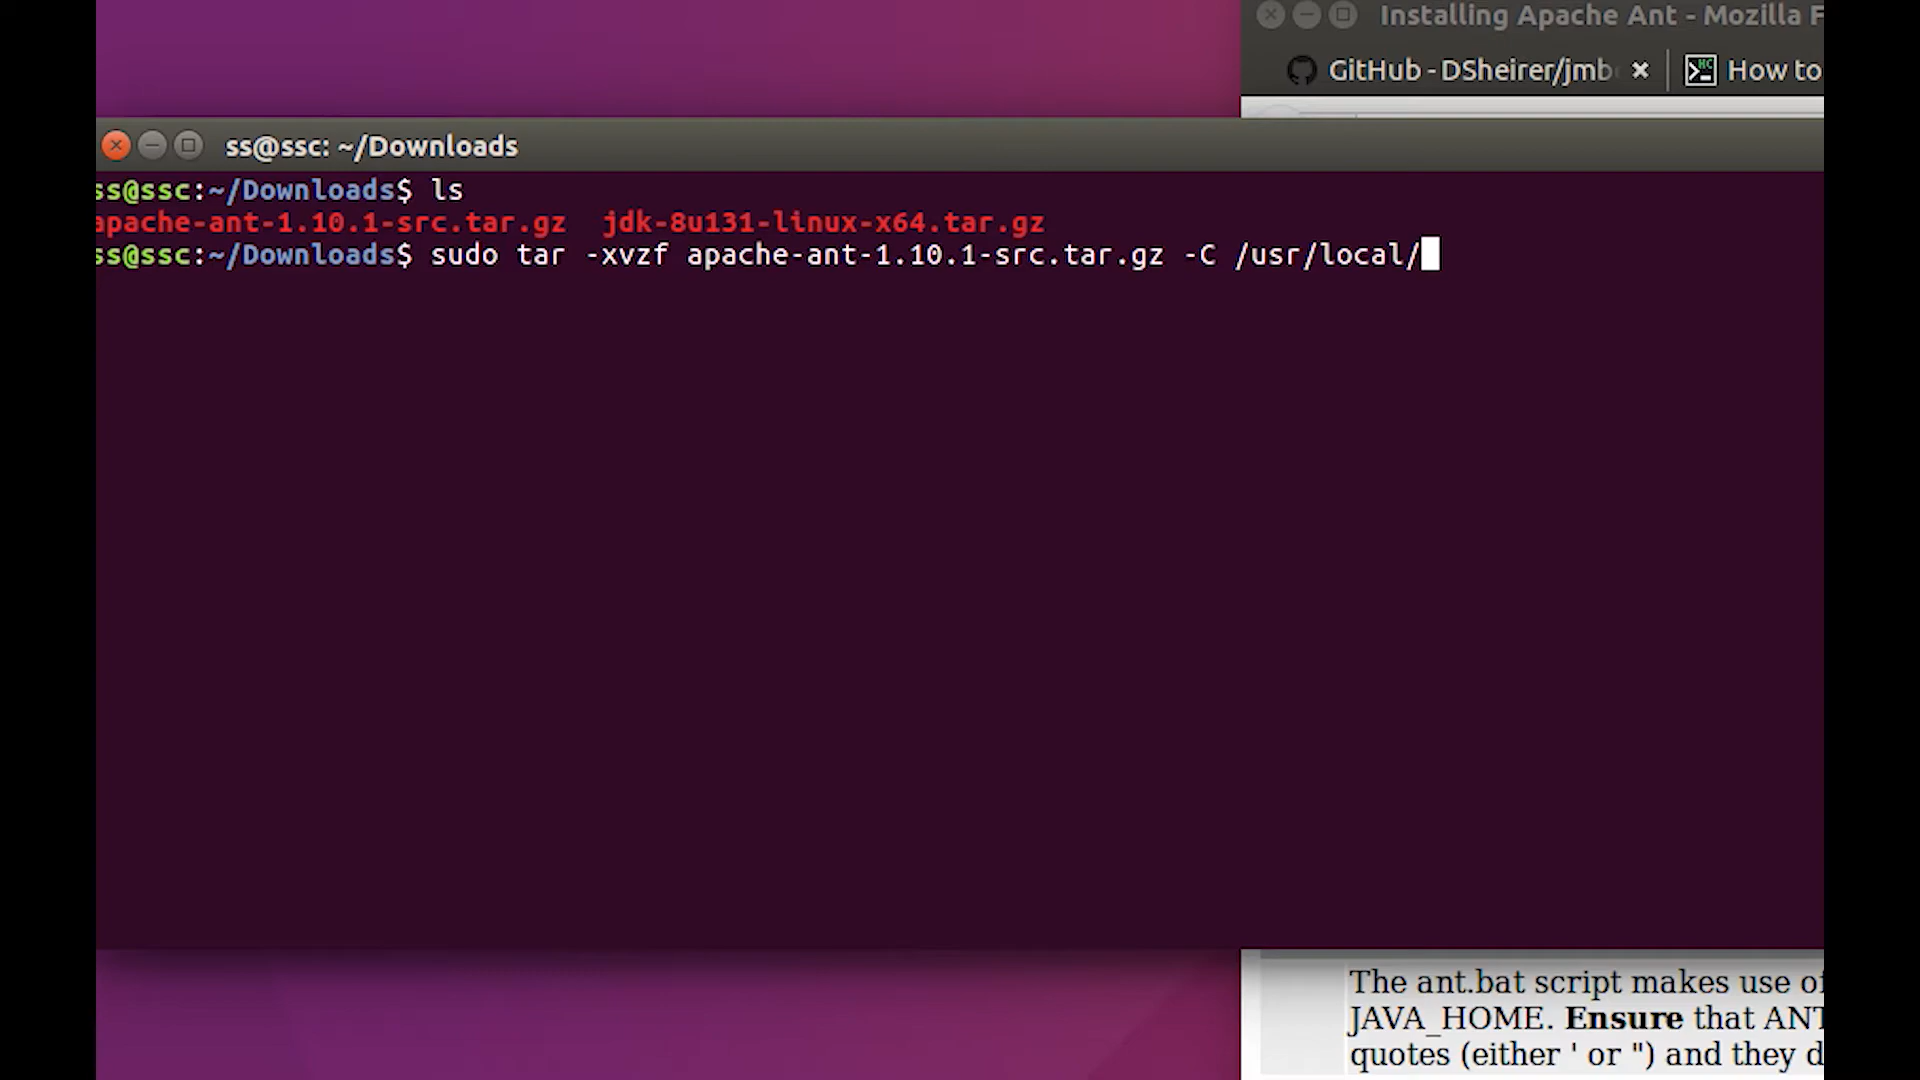 Installing Apache Ant - Mozilla F
GitHub - DSheirer/jmb
How to
ss@ssc: ~/Downloads
ss@ssc:~/Downloads$ ls
apache-ant-1.10.1-src.tar.gz  jdk-8u131-linux-x64.tar.gz
ss@ssc:~/Downloads$ sudo tar -xvzf apache-ant-1.10.1-src.tar.gz -C /usr/local/
The ant.bat script makes use of
JAVA_HOME. Ensure that ANT
quotes (either ' or ") and they d